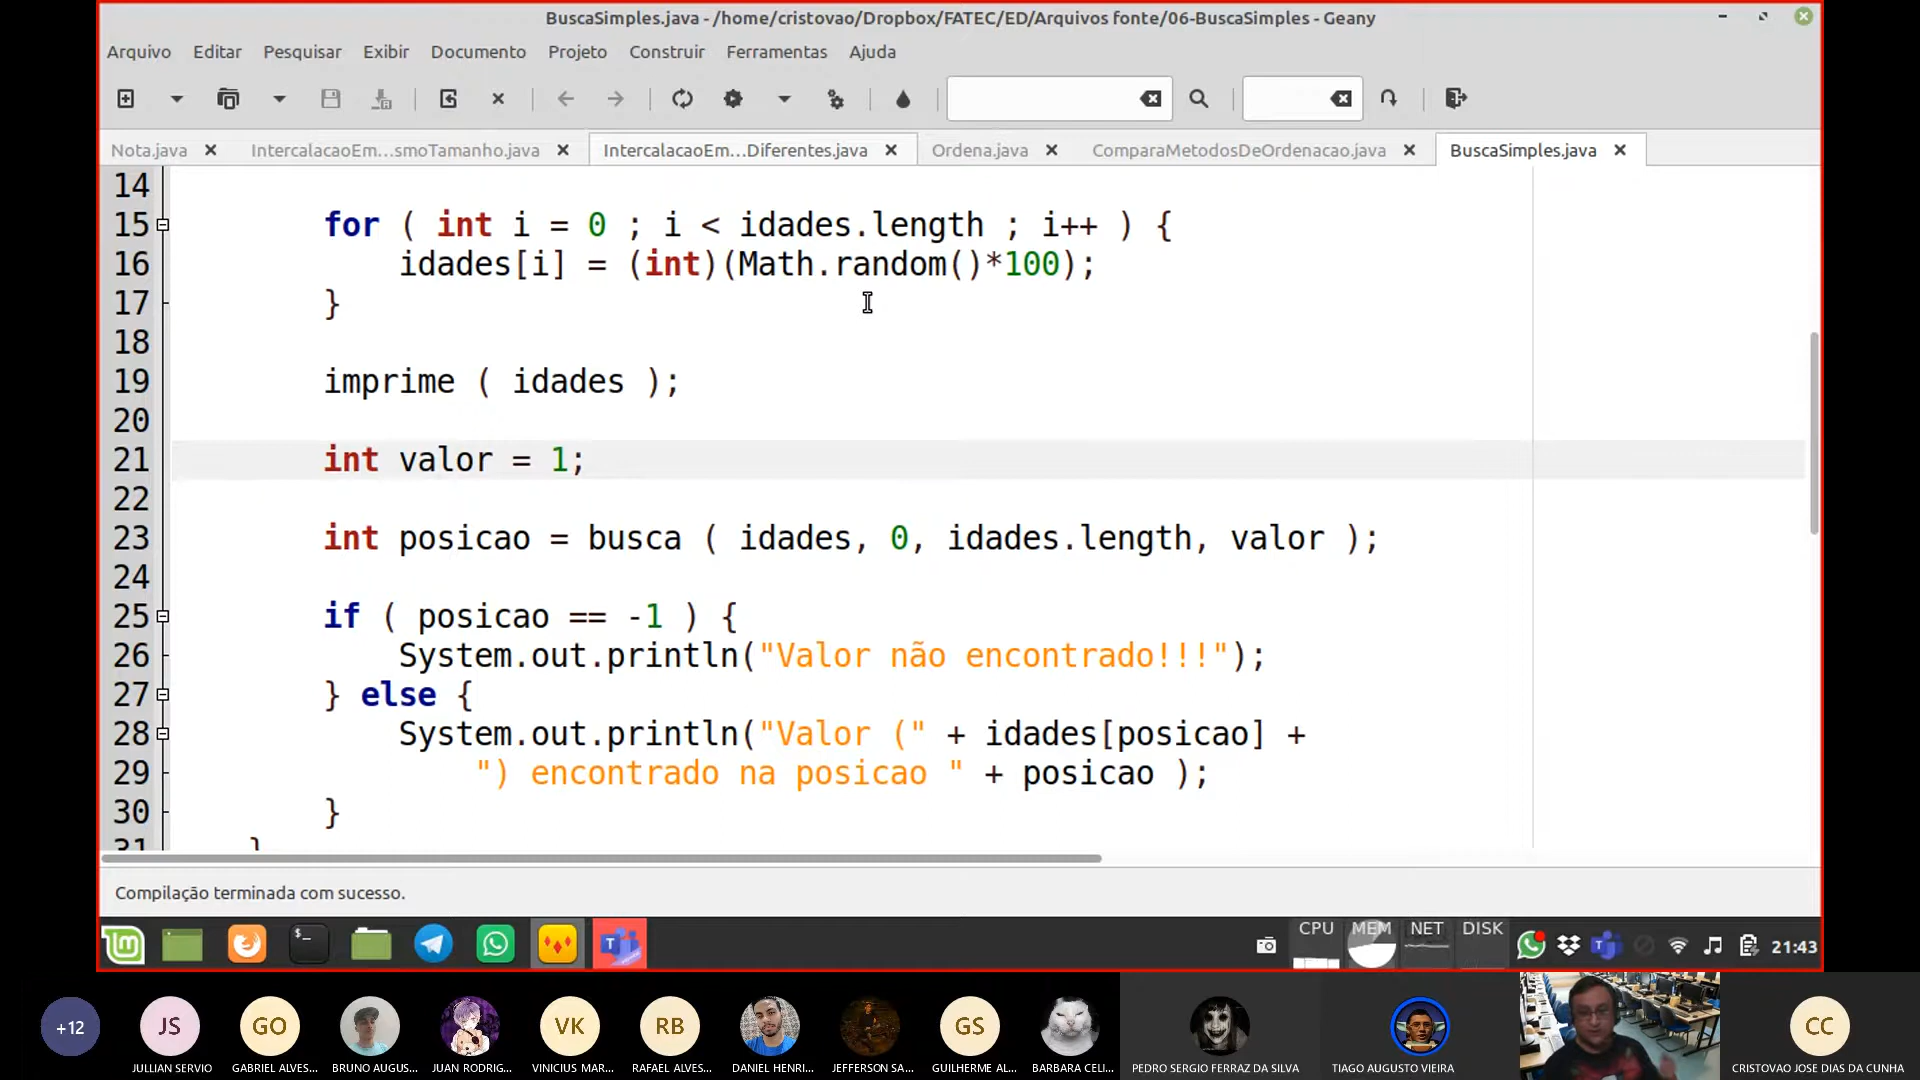 BuscaSimples.java - /home/cristovao/Dropbox/FATEC/ED/Arquivos fonte/06-BuscaSimples - Geany
Arquivo Editar Pesquisar Exibir Documento Projeto Construir Ferramentas Ajuda
Nota.java IntercalacaoEm...smoTamanho.java IntercalacaoEm...Diferentes.java Ordena.java ComparaMetodosDeOrdenacao.java BuscaSimples.java
14
15 for ( int i = 0 ; i < idades.length ; i++ ) {
16 idades[i] = (int)(Math.random()*100);
17 }
18
19 imprime ( idades );
20
21 int valor = 1;
22
23 int posicao = busca ( idades, 0, idades.length, valor );
24
25 if ( posicao == -1 ) {
26 System.out.println("Valor não encontrado!!!");
27 } else {
28 System.out.println("Valor (" + idades[posicao] +
29 ") encontrado na posicao " + posicao );
30 }
31 }
Compilação terminada com sucesso.
CPU MEM NET DISK 21:43
+12 JS GO VK RB GS CC
JULLIAN SERVIO GABRIEL ALVES... BRUNO AUGUS... JUAN RODRIG... VINICIUS MAR... RAFAEL ALVES... DANIEL HENRI... JEFFERSON SA... GUILHERME AL... BARBARA CELI... PEDRO SERGIO FERRAZ DA SILVA TIAGO AUGUSTO VIEIRA CRISTOVAO JOSE DIAS DA CUNHA